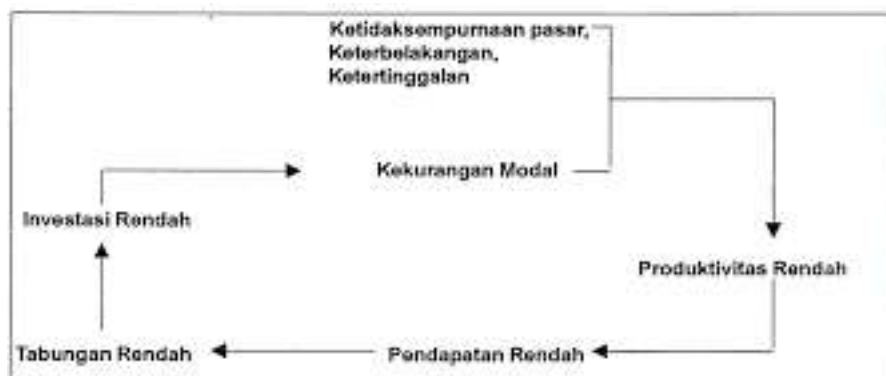 Ketidaksempurnaan pasar,
Keterbelakangan,
Ketertinggalan
Kekurangan Modal
Investasi Rendah
Produktivitas Rendah
Tabungan Rendah
Pendapatan Rendah